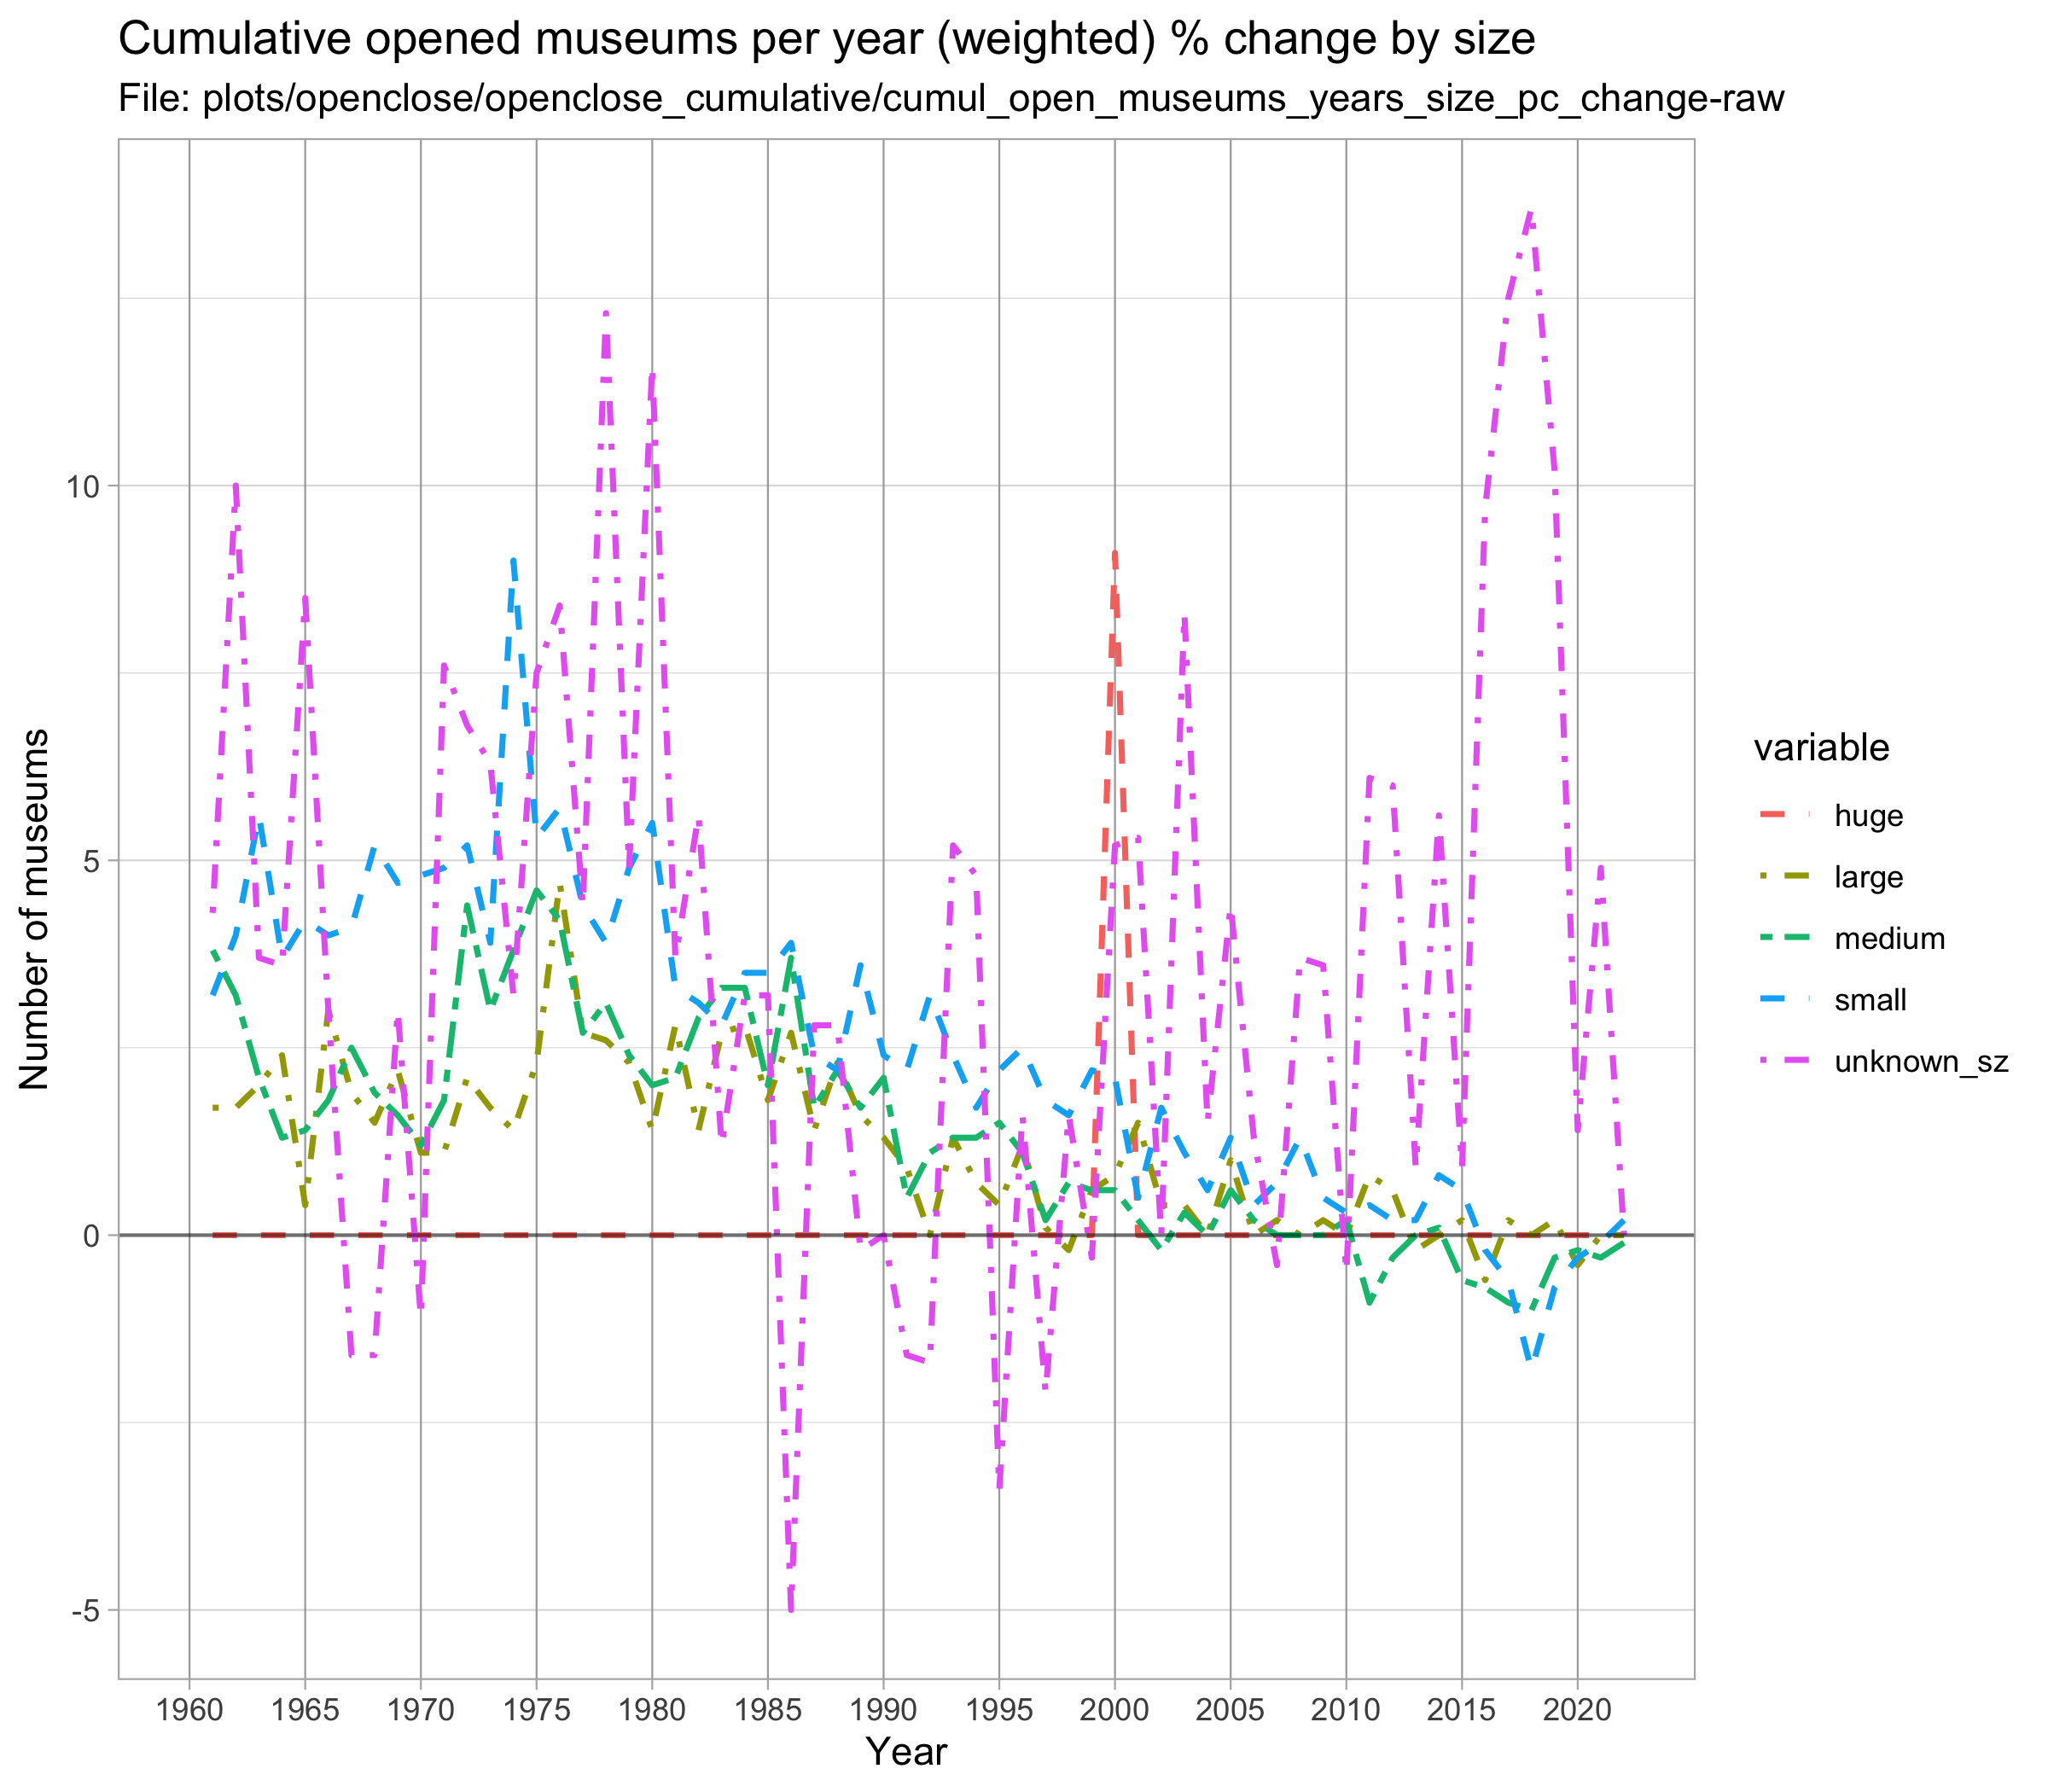 Cumulative opened museums per year (weighted) % change by size
File: plots/openclose/openclose_cumulative/cumul_open_museums_years_size_pc_change-raw
Number of museums
10
5
0
-5
1960 1965 1970 1975 1980 1985 1990 1995 2000 2005 2010 2015 2020
Year
variable
huge
large
medium
small
unknown_sz